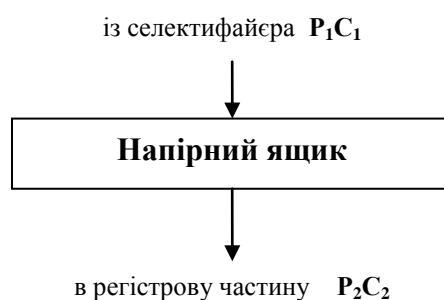 із селектифайєра P₁C₁
Напірний ящик
в регістрову частину P₂C₂